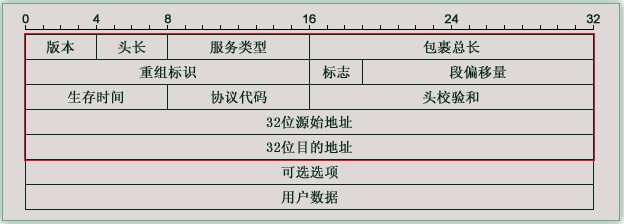 0 4 8 16 24 32
版本 头长 服务类型 包裹总长
重组标识 标志 段偏移量
生存时间 协议代码 头校验和
32位源始地址
32位目的地址
可选选项
用户数据